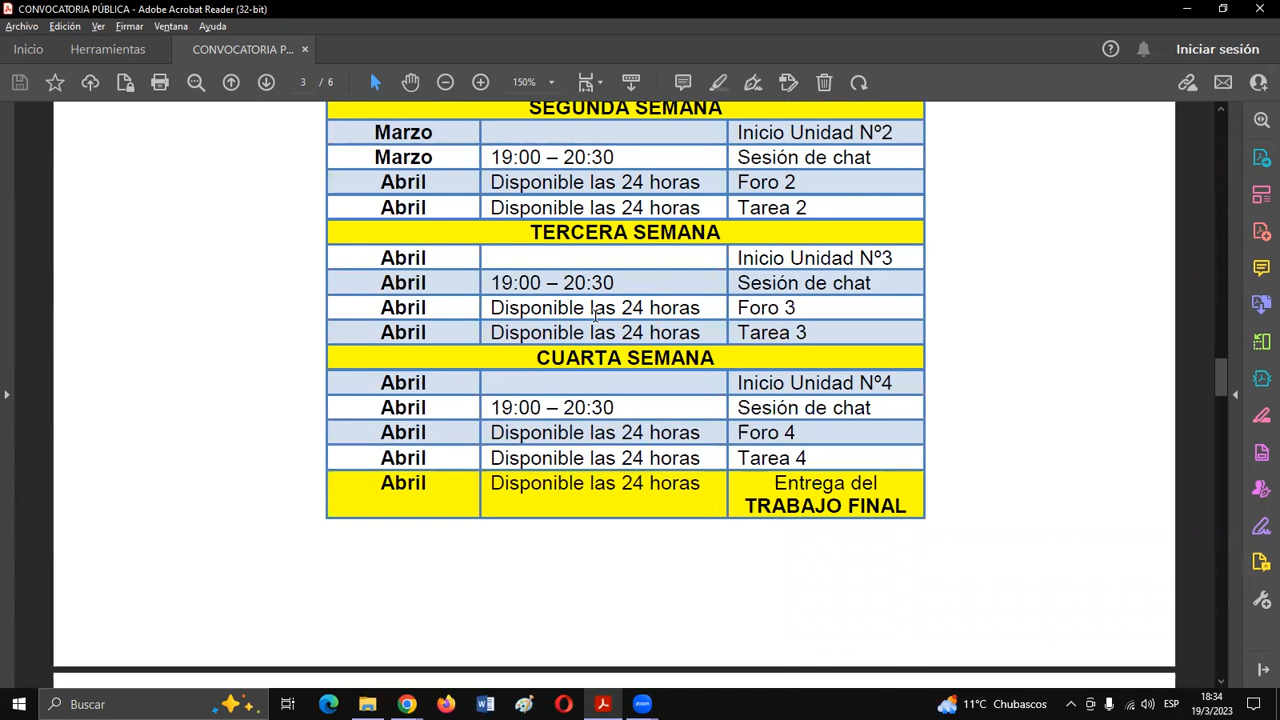 CONVOCATORIA PÚBLICA - Adobe Acrobat Reader (32-bit)
Archivo Edición Ver Firmar Ventana Ayuda
Inicio Herramientas CONVOCATORIA P... × Iniciar sesión
3 / 6 150%
SEGUNDA SEMANA
Marzo Inicio Unidad Nº2
Marzo 19:00 – 20:30 Sesión de chat
Abril Disponible las 24 horas Foro 2
Abril Disponible las 24 horas Tarea 2
TERCERA SEMANA
Abril Inicio Unidad Nº3
Abril 19:00 – 20:30 Sesión de chat
Abril Disponible las 24 horas Foro 3
Abril Disponible las 24 horas Tarea 3
CUARTA SEMANA
Abril Inicio Unidad Nº4
Abril 19:00 – 20:30 Sesión de chat
Abril Disponible las 24 horas Foro 4
Abril Disponible las 24 horas Tarea 4
Abril Disponible las 24 horas Entrega del
TRABAJO FINAL
Buscar zoom 11°C Chubascos ESP 18:34
19/3/2023